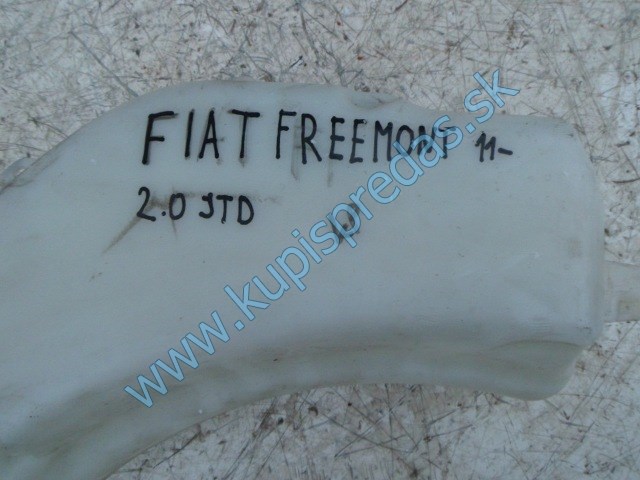 FIAT FREEMONT 11-
2.0 JTD
www.kupispredas.sk